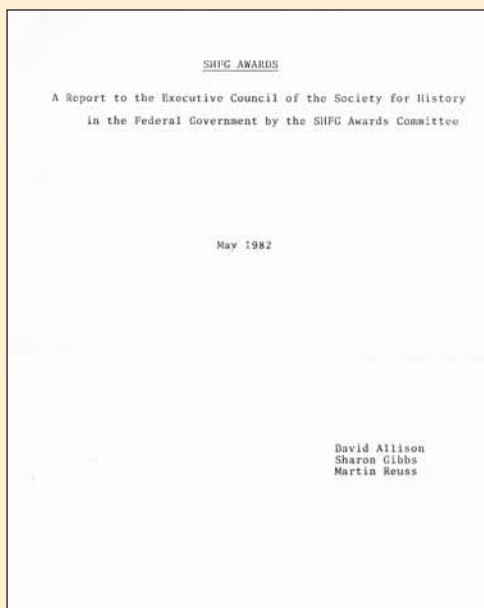 SHFG AWARDS
A Report to the Executive Council of the Society for History
in the Federal Government by the SHFG Awards Committee
May 1982
David Allison
Sharon Gibbs
Martin Reuss